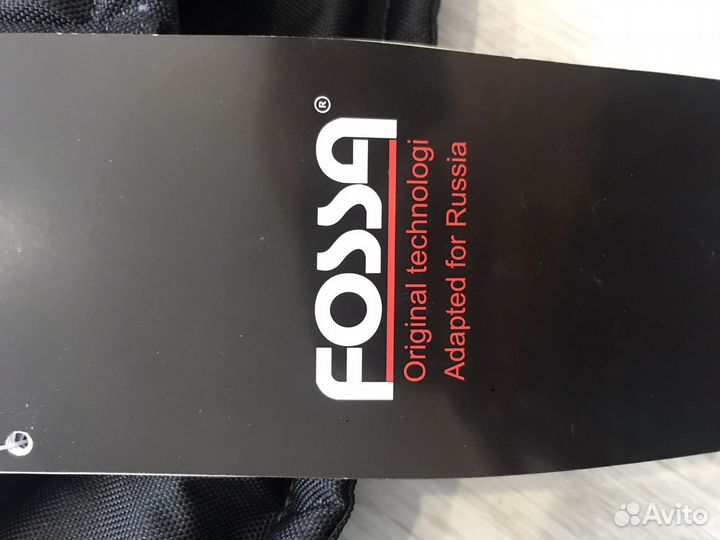 FOSSA®
Original technologi
Adapted for Russia
Avito